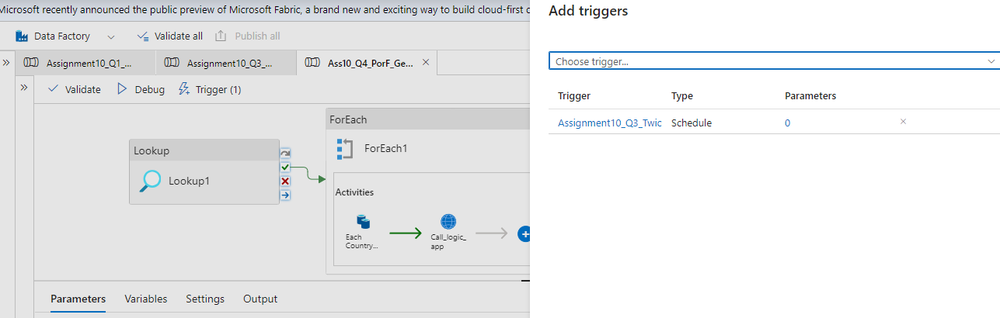 Microsoft recently announced the public preview of Microsoft Fabric, a brand new and exciting way to build cloud-first
Add triggers
Data Factory
Validate all
Publish all
Choose trigger...
Assignment10_Q1_...
Assignment10_Q3_...
Ass10_Q4_PorF_Ge...
Validate
Debug
Trigger (1)
Trigger
Type
Parameters
Assignment10_Q3_Twic
Schedule
0
ForEach
Lookup
ForEach1
Lookup1
Activities
Each
Country...
Call_logic_
app
Parameters
Variables
Settings
Output